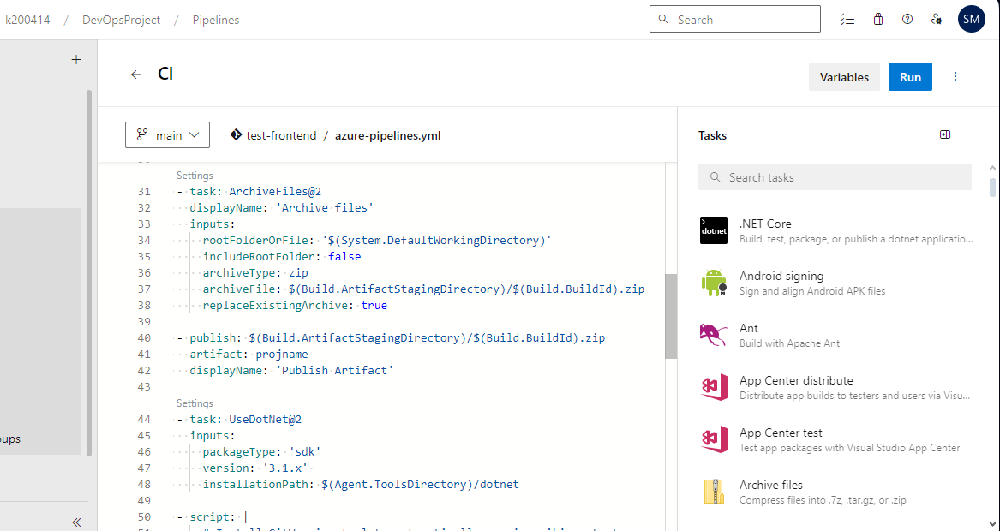 k200414 / DevOpsProject / Pipelines
Search
SM
+
← CI
Variables
Run
main
test-frontend / azure-pipelines.yml
Settings
31 - task: ArchiveFiles@2
32 displayName: 'Archive files'
33 inputs:
34 rootFolderOrFile: '$(System.DefaultWorkingDirectory)'
35 includeRootFolder: false
36 archiveType: zip
37 archiveFile: $(Build.ArtifactStagingDirectory)/$(Build.BuildId).zip
38 replaceExistingArchive: true
39
40 - publish: $(Build.ArtifactStagingDirectory)/$(Build.BuildId).zip
41 artifact: projname
42 displayName: 'Publish Artifact'
43
Settings
44 - task: UseDotNet@2
45 inputs:
46 packageType: 'sdk'
47 version: '3.1.x'
48 installationPath: $(Agent.ToolsDirectory)/dotnet
49
50 - script: |
oups
«
Tasks
Search tasks
dotnet
.NET Core
Build, test, package, or publish a dotnet applicatio...
Android signing
Sign and align Android APK files
Ant
Build with Apache Ant
App Center distribute
Distribute app builds to testers and users via Visu...
App Center test
Test app packages with Visual Studio App Center
Archive files
Compress files into .7z, .tar.gz, or .zip